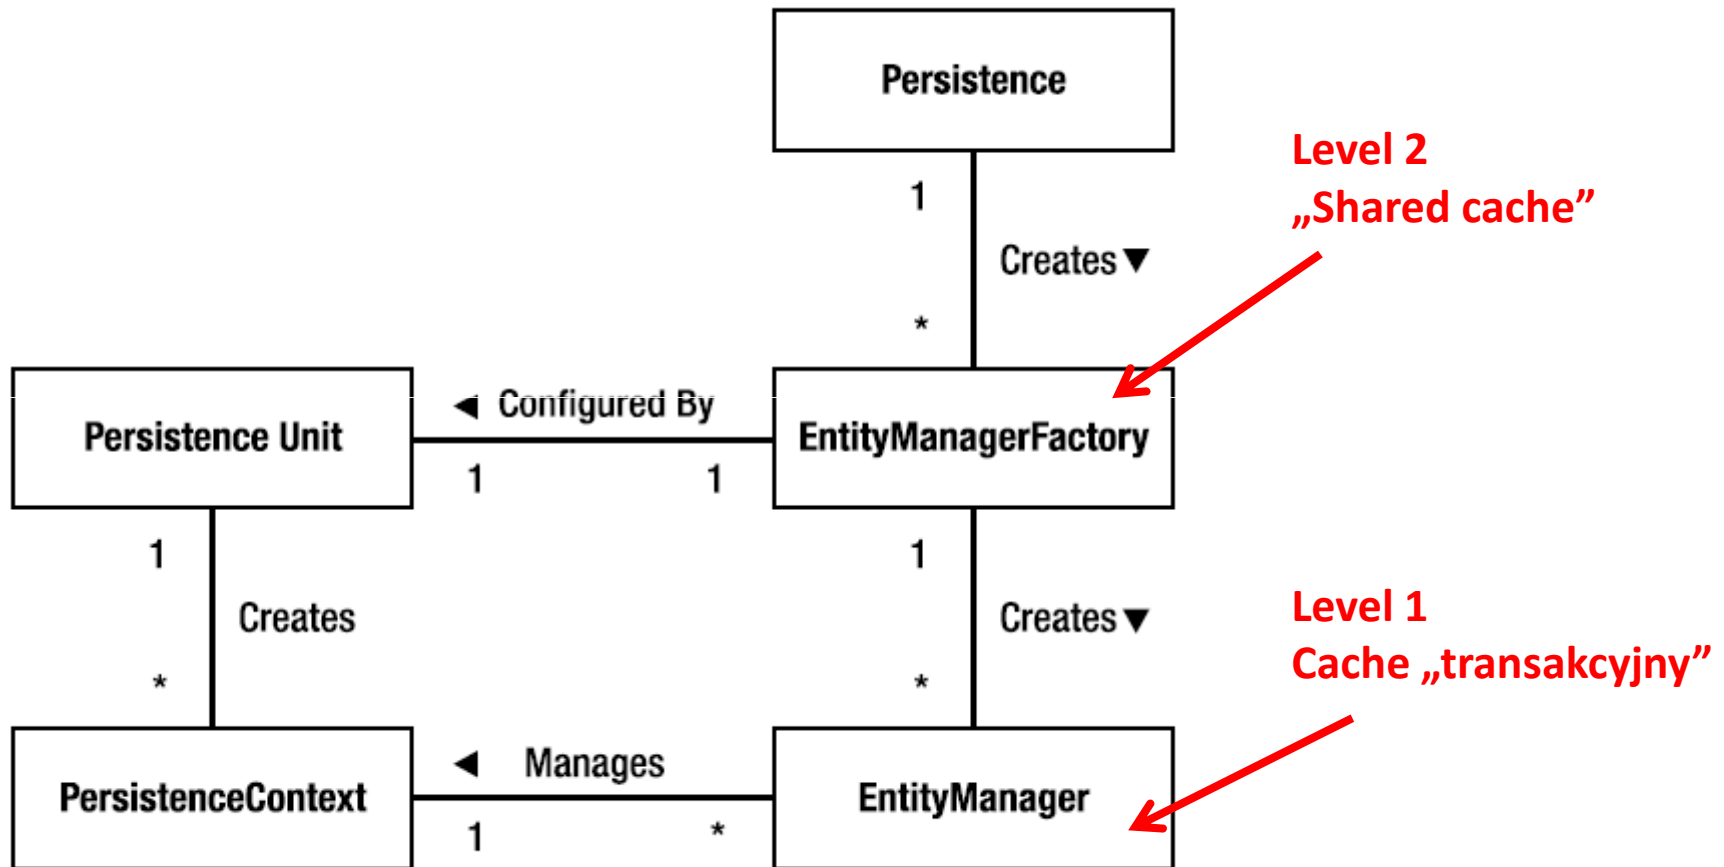 Persistence
Level 2
„Shared cache”
1
Creates ▼
*
◄ Configured By
Persistence Unit
EntityManagerFactory
1
1
1
1
Creates
Creates ▼
Level 1
Cache „transakcyjny”
*
*
◄ Manages
PersistenceContext
EntityManager
1
*